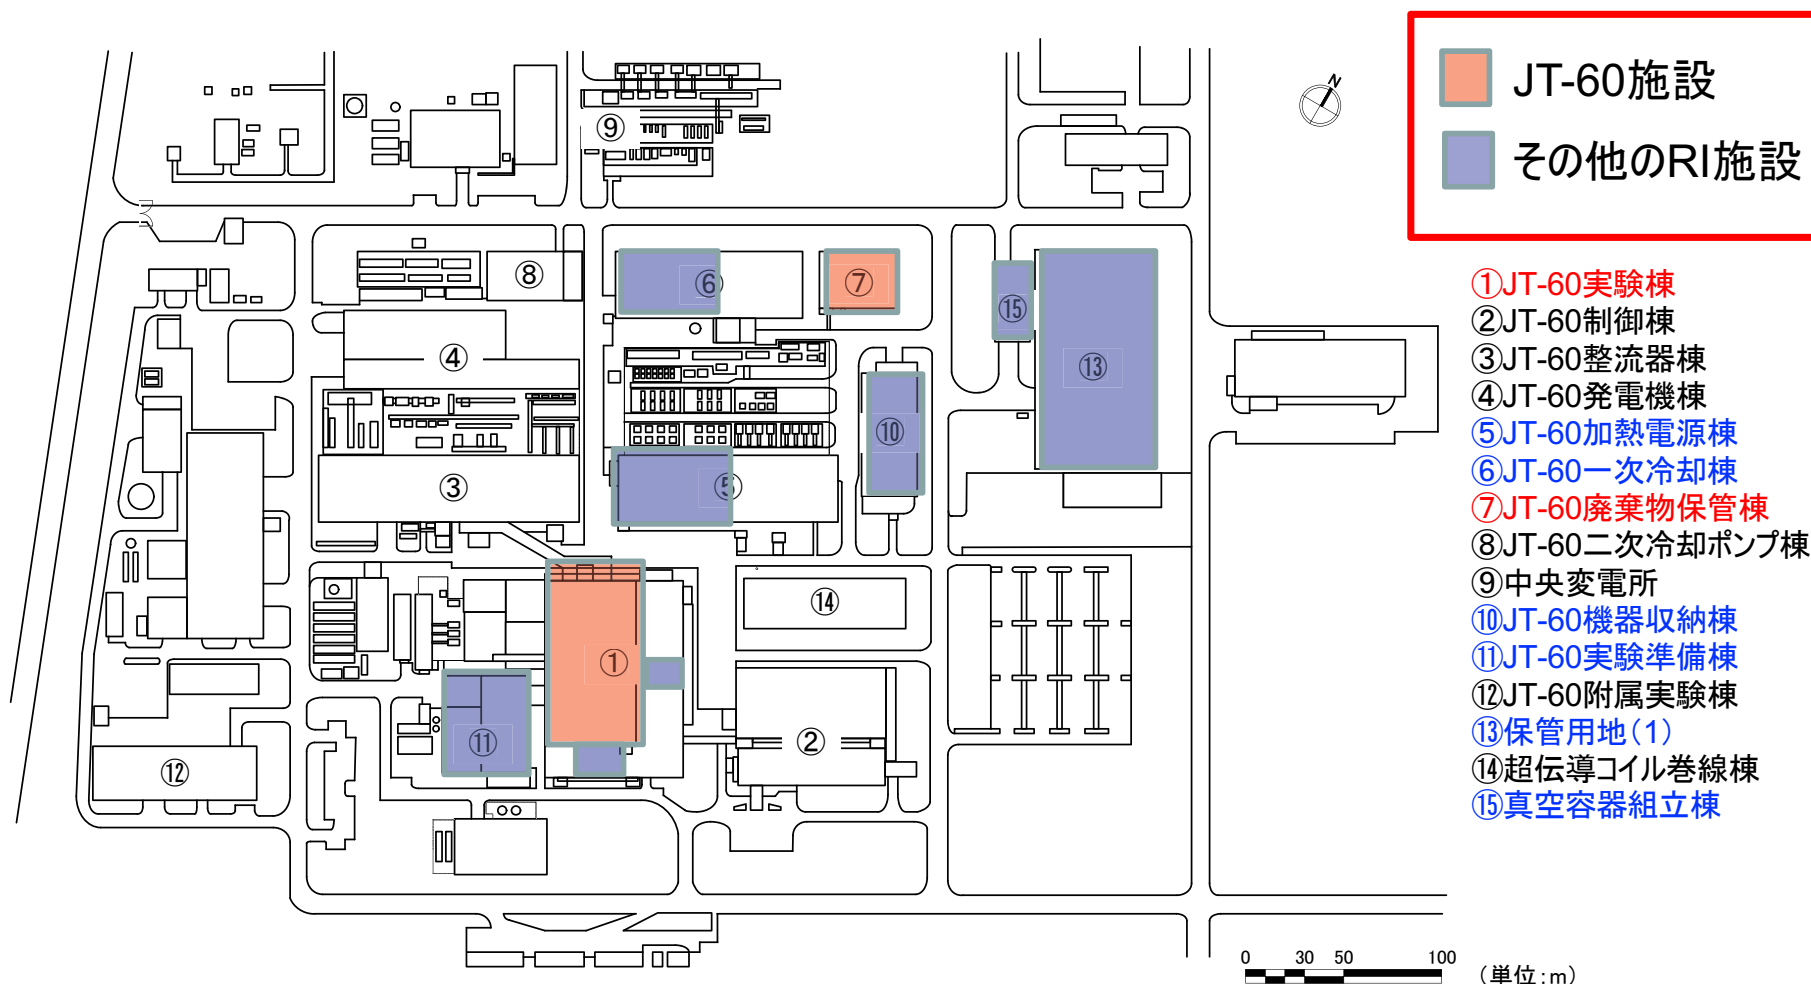 JT-60施設
その他のRI施設
N
①JT-60実験棟
②JT-60制御棟
③JT-60整流器棟
④JT-60発電機棟
⑤JT-60加熱電源棟
⑥JT-60一次冷却棟
⑦JT-60廃棄物保管棟
⑧JT-60二次冷却ポンプ棟
⑨中央変電所
⑩JT-60機器収納棟
⑪JT-60実験準備棟
⑫JT-60附属実験棟
⑬保管用地(1)
⑭超伝導コイル巻線棟
⑮真空容器組立棟
⑨
⑧
⑥
⑦
⑮
④
⑬
⑩
③
⑤
⑭
①
⑪
②
⑫
0 30 50 100
(単位:m)